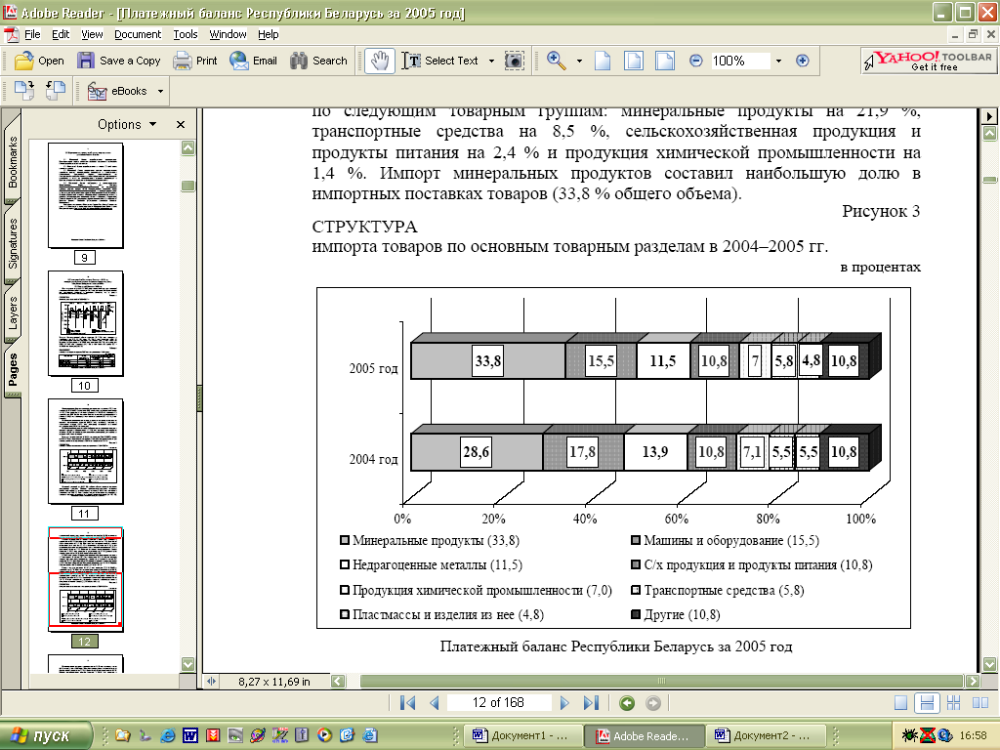 Adobe Reader - [Платежный баланс Республики Беларусь за 2005 год]
File Edit View Document Tools Window Help
Open Save a Copy Print Email Search Select Text 100% YAHOO! TOOLBAR
Get it free
eBooks
Options
Bookmarks
Signatures
Layers
Pages
9
10
11
12
по следующим товарным группам: минеральные продукты на 21,9 %,
транспортные средства на 8,5 %, сельскохозяйственная продукция и
продукты питания на 2,4 % и продукция химической промышленности на
1,4 %. Импорт минеральных продуктов составил наибольшую долю в
импортных поставках товаров (33,8 % общего объема).
Рисунок 3
СТРУКТУРА
импорта товаров по основным товарным разделам в 2004–2005 гг.
в процентах
2005 год 33,8 15,5 11,5 10,8 7 5,8 4,8 10,8
2004 год 28,6 17,8 13,9 10,8 7,1 5,5 5,5 10,8
0% 20% 40% 60% 80% 100%
Минеральные продукты (33,8) Машины и оборудование (15,5)
Недрагоценные металлы (11,5) С/х продукция и продукты питания (10,8)
Продукция химической промышленности (7,0) Транспортные средства (5,8)
Пластмассы и изделия из нее (4,8) Другие (10,8)
Платежный баланс Республики Беларусь за 2005 год
8,27 x 11,69 in
12 of 168
пуск Документ1 - ... Adobe Reade... Документ2 - ... 16:58